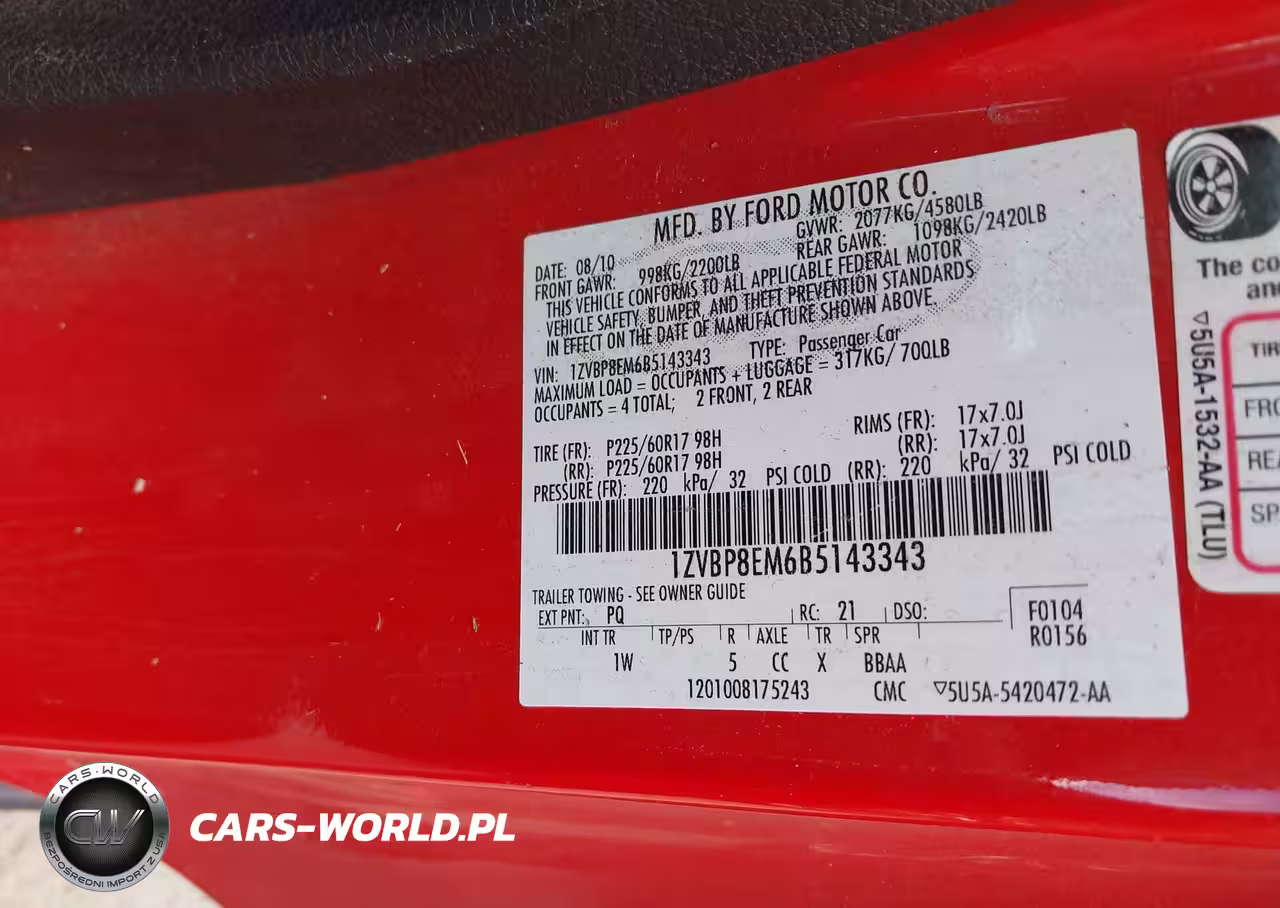 MFD. BY FORD MOTOR CO.
DATE: 08/10 GVWR: 2077KG/4580LB
FRONT GAWR: 998KG/2200LB REAR GAWR: 1098KG/2420LB
THIS VEHICLE CONFORMS TO ALL APPLICABLE FEDERAL MOTOR
VEHICLE SAFETY, BUMPER, AND THEFT PREVENTION STANDARDS
IN EFFECT ON THE DATE OF MANUFACTURE SHOWN ABOVE.
VIN: 1ZVBP8EM6B5143343 TYPE: Passenger Car
MAXIMUM LOAD = OCCUPANTS + LUGGAGE = 317KG/ 700LB
OCCUPANTS = 4 TOTAL; 2 FRONT, 2 REAR
TIRE (FR): P225/60R17 98H RIMS (FR): 17x7.0J
(RR): P225/60R17 98H (RR): 17x7.0J
PRESSURE (FR): 220 kPa/ 32 PSI COLD (RR): 220 kPa/ 32 PSI COLD
1ZVBP8EM6B5143343
TRAILER TOWING - SEE OWNER GUIDE
EXT PNT: PQ RC: 21 DSO: F0104
R0156
INT TR TP/PS R AXLE TR SPR
1W 5 CC X BBAA
1201008175243 CMC ▽5U5A-5420472-AA
The co
and
▽5U5A-1532-AA (TLU)
TIR
FRO
REA
SP
CARS-WORLD
CW
BEZPOŚREDNI IMPORT Z USA
CARS-WORLD.PL